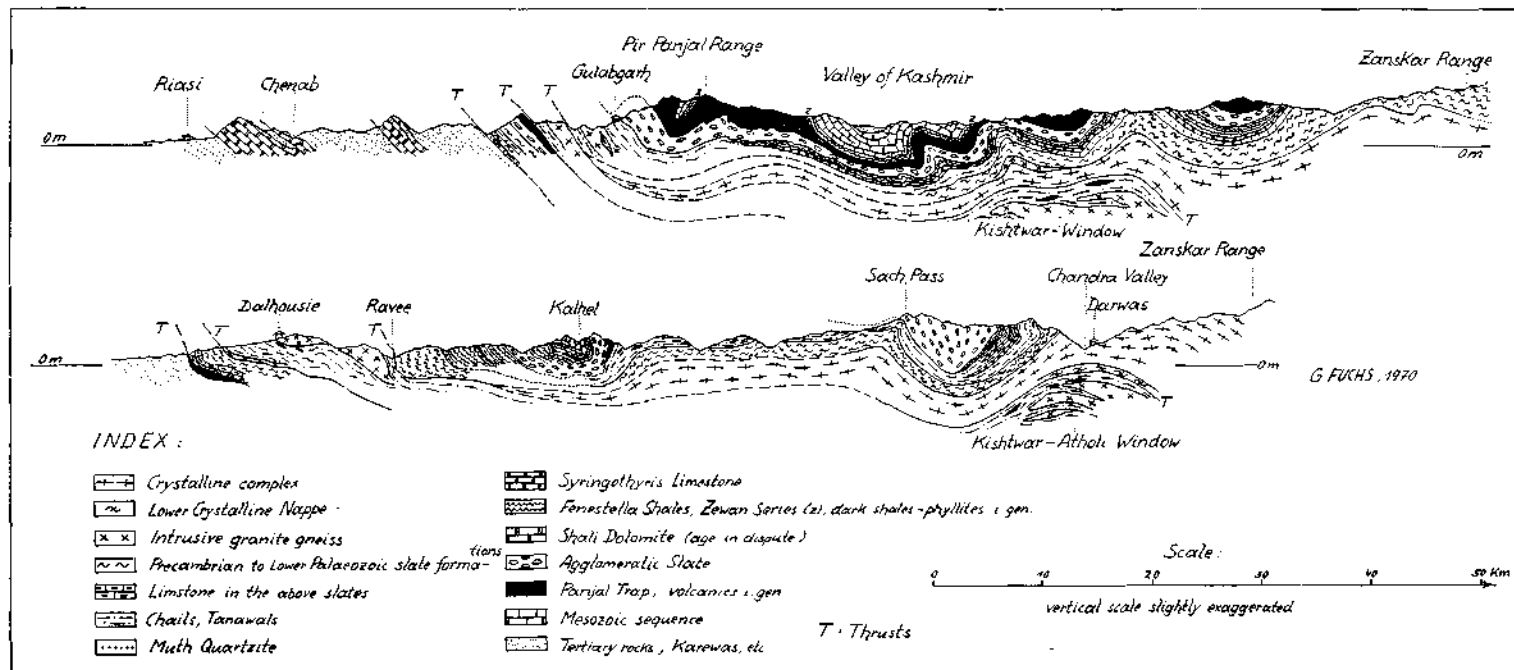 Pir Panjal Range
Zanskar Range
Riasi
Chenab
T
T
T
Gulabgarh
Valley of Kashmir
z
z
z
0m
0m
T
Kishtwar-Window
Zanskar Range
Sach Pass
Chandra Valley
Dalhousie
Ravee
Kalhel
Darwas
T
T
T
0m
0m
G FUCHS, 1970
T
Kishtwar-Atholi Window
INDEX:
Crystalline complex
Lower Crystalline Nappe
Intrusive granite gneiss
Precambrian to Lower Palaeozoic slate formations
Limstone in the above slates
Chails, Tanawals
Muth Quartzite
Syringothyris Limestone
Fenestella Shales, Zewan Series (z), dark shales-phyllites i. gen.
Shali Dolomite (age in dispute)
Agglomeratic Slate
Panjal Trap, volcanics i. gen
Mesozoic sequence
Tertiary rocks, Karewas, etc
T · Thrusts
Scale:
0 10 20 30 40 50 Km
vertical scale slightly exaggerated